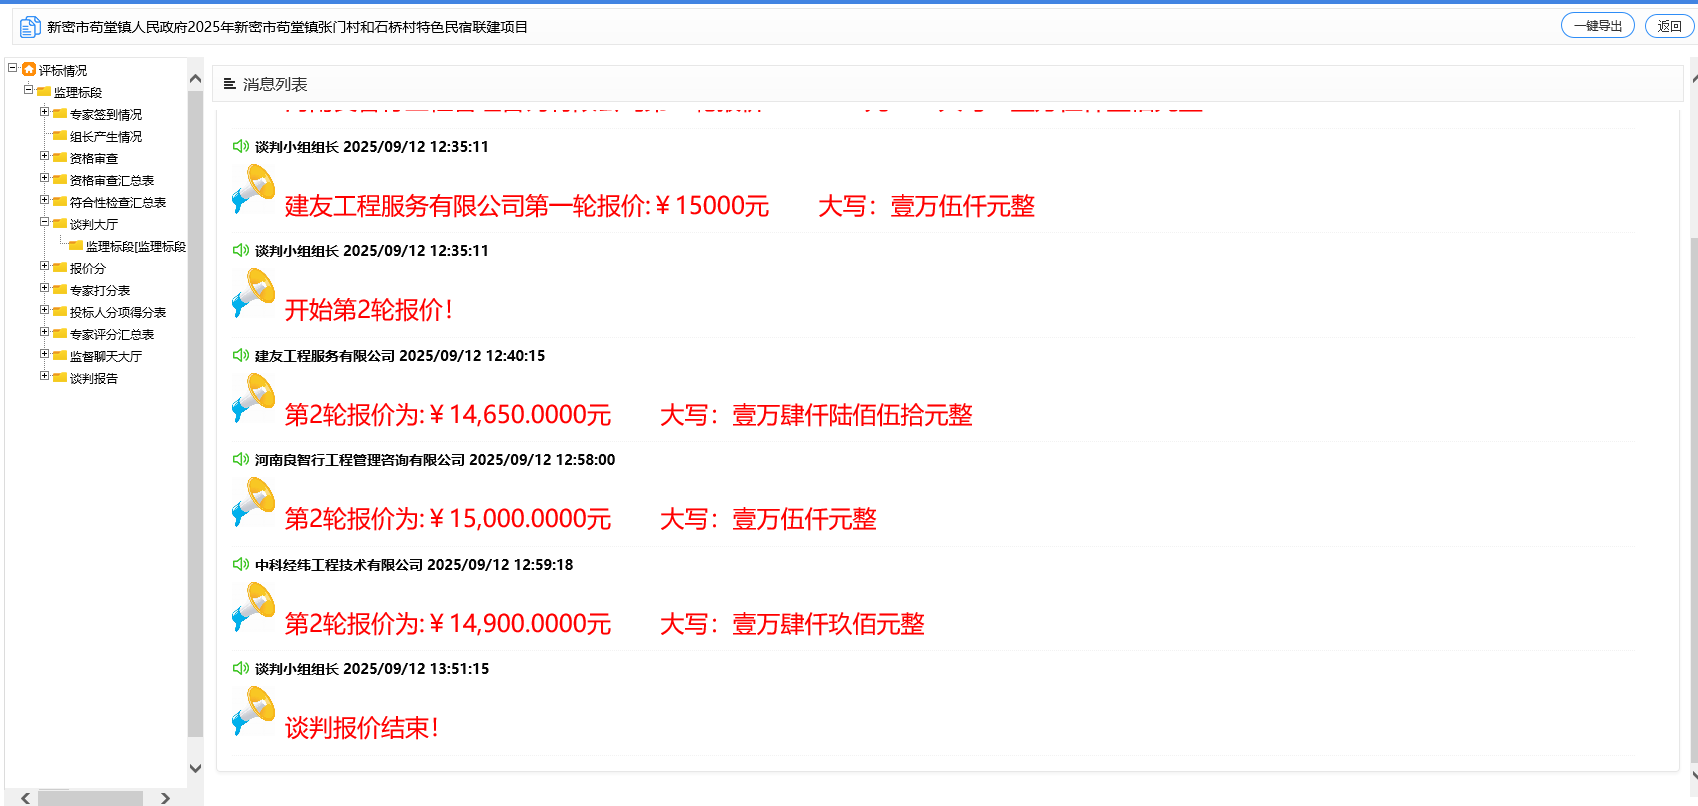 新密市苟堂镇人民政府2025年新密市苟堂镇张门村和石桥村特色民宿联建项目
一键导出
返回
评标情况
监理标段
专家签到情况
组长产生情况
资格审查
资格审查汇总表
符合性检查汇总表
谈判大厅
监理标段[监理标段
报价分
专家打分表
投标人分项得分表
专家评分汇总表
监督聊天大厅
谈判报告
消息列表
谈判小组组长 2025/09/12 12:35:11
建友工程服务有限公司第一轮报价:￥15000元 大写：壹万伍仟元整
谈判小组组长 2025/09/12 12:35:11
开始第2轮报价！
建友工程服务有限公司 2025/09/12 12:40:15
第2轮报价为:￥14,650.0000元 大写：壹万肆仟陆佰伍拾元整
河南良智行工程管理咨询有限公司 2025/09/12 12:58:00
第2轮报价为:￥15,000.0000元 大写：壹万伍仟元整
中科经纬工程技术有限公司 2025/09/12 12:59:18
第2轮报价为:￥14,900.0000元 大写：壹万肆仟玖佰元整
谈判小组组长 2025/09/12 13:51:15
谈判报价结束！